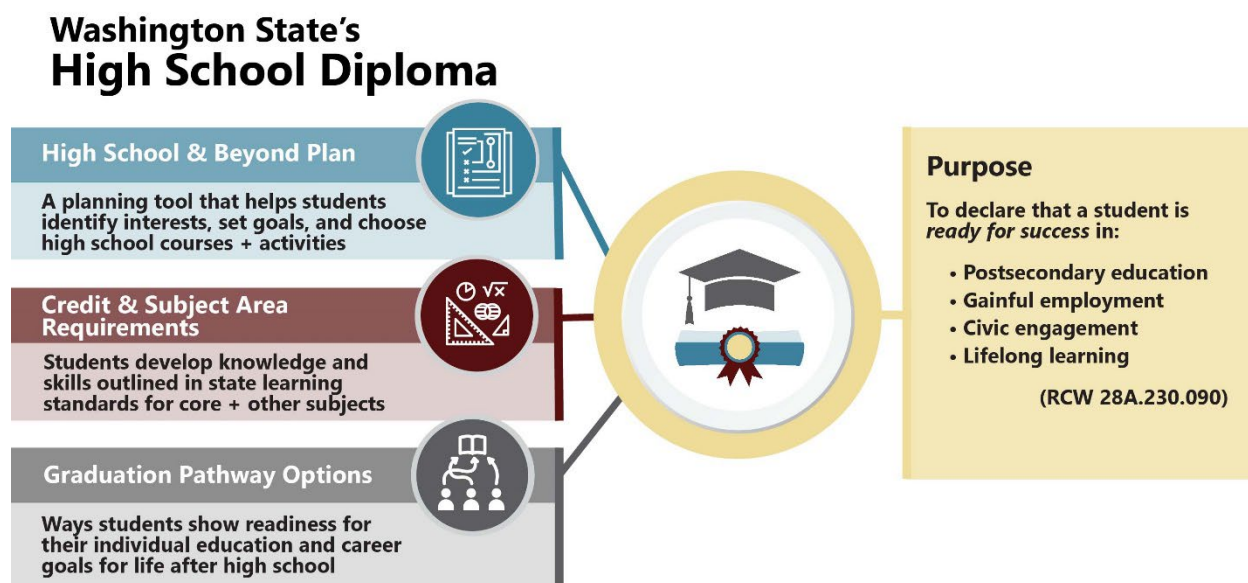 Washington State's
High School Diploma
High School & Beyond Plan
A planning tool that helps students
identify interests, set goals, and choose
high school courses + activities
Credit & Subject Area
Requirements
Students develop knowledge and
skills outlined in state learning
standards for core + other subjects
Graduation Pathway Options
Ways students show readiness for
their individual education and career
goals for life after high school
Purpose
To declare that a student is
ready for success in:
• Postsecondary education
• Gainful employment
• Civic engagement
• Lifelong learning
(RCW 28A.230.090)